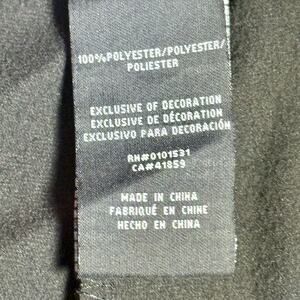 100%POLYESTER/POLYESTER/
POLIESTER
EXCLUSIVE OF DECORATION
EXCLUSIVE DE DÉCORATION
EXCLUSIVO PARA DECORACIÓN
RN#0101531
CA#41859
MADE IN CHINA
FABRIQUÉ EN CHINE
HECHO EN CHINA